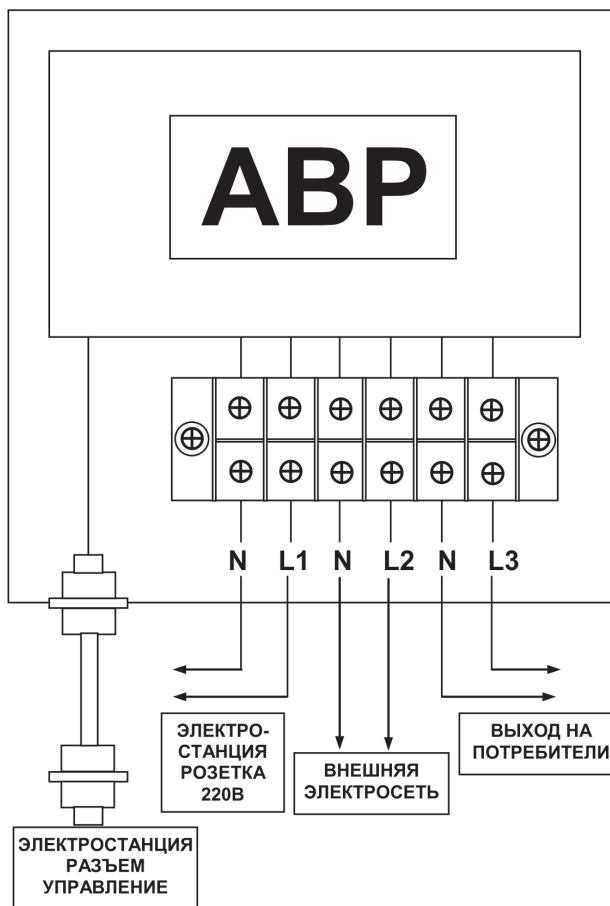 АВР
N L1 N L2 N L3
ЭЛЕКТРО-
СТАНЦИЯ
РОЗЕТКА
220В
ВНЕШНЯЯ
ЭЛЕКТРОСЕТЬ
ВЫХОД НА
ПОТРЕБИТЕЛИ
ЭЛЕКТРОСТАНЦИЯ
РАЗЪЕМ
УПРАВЛЕНИЕ